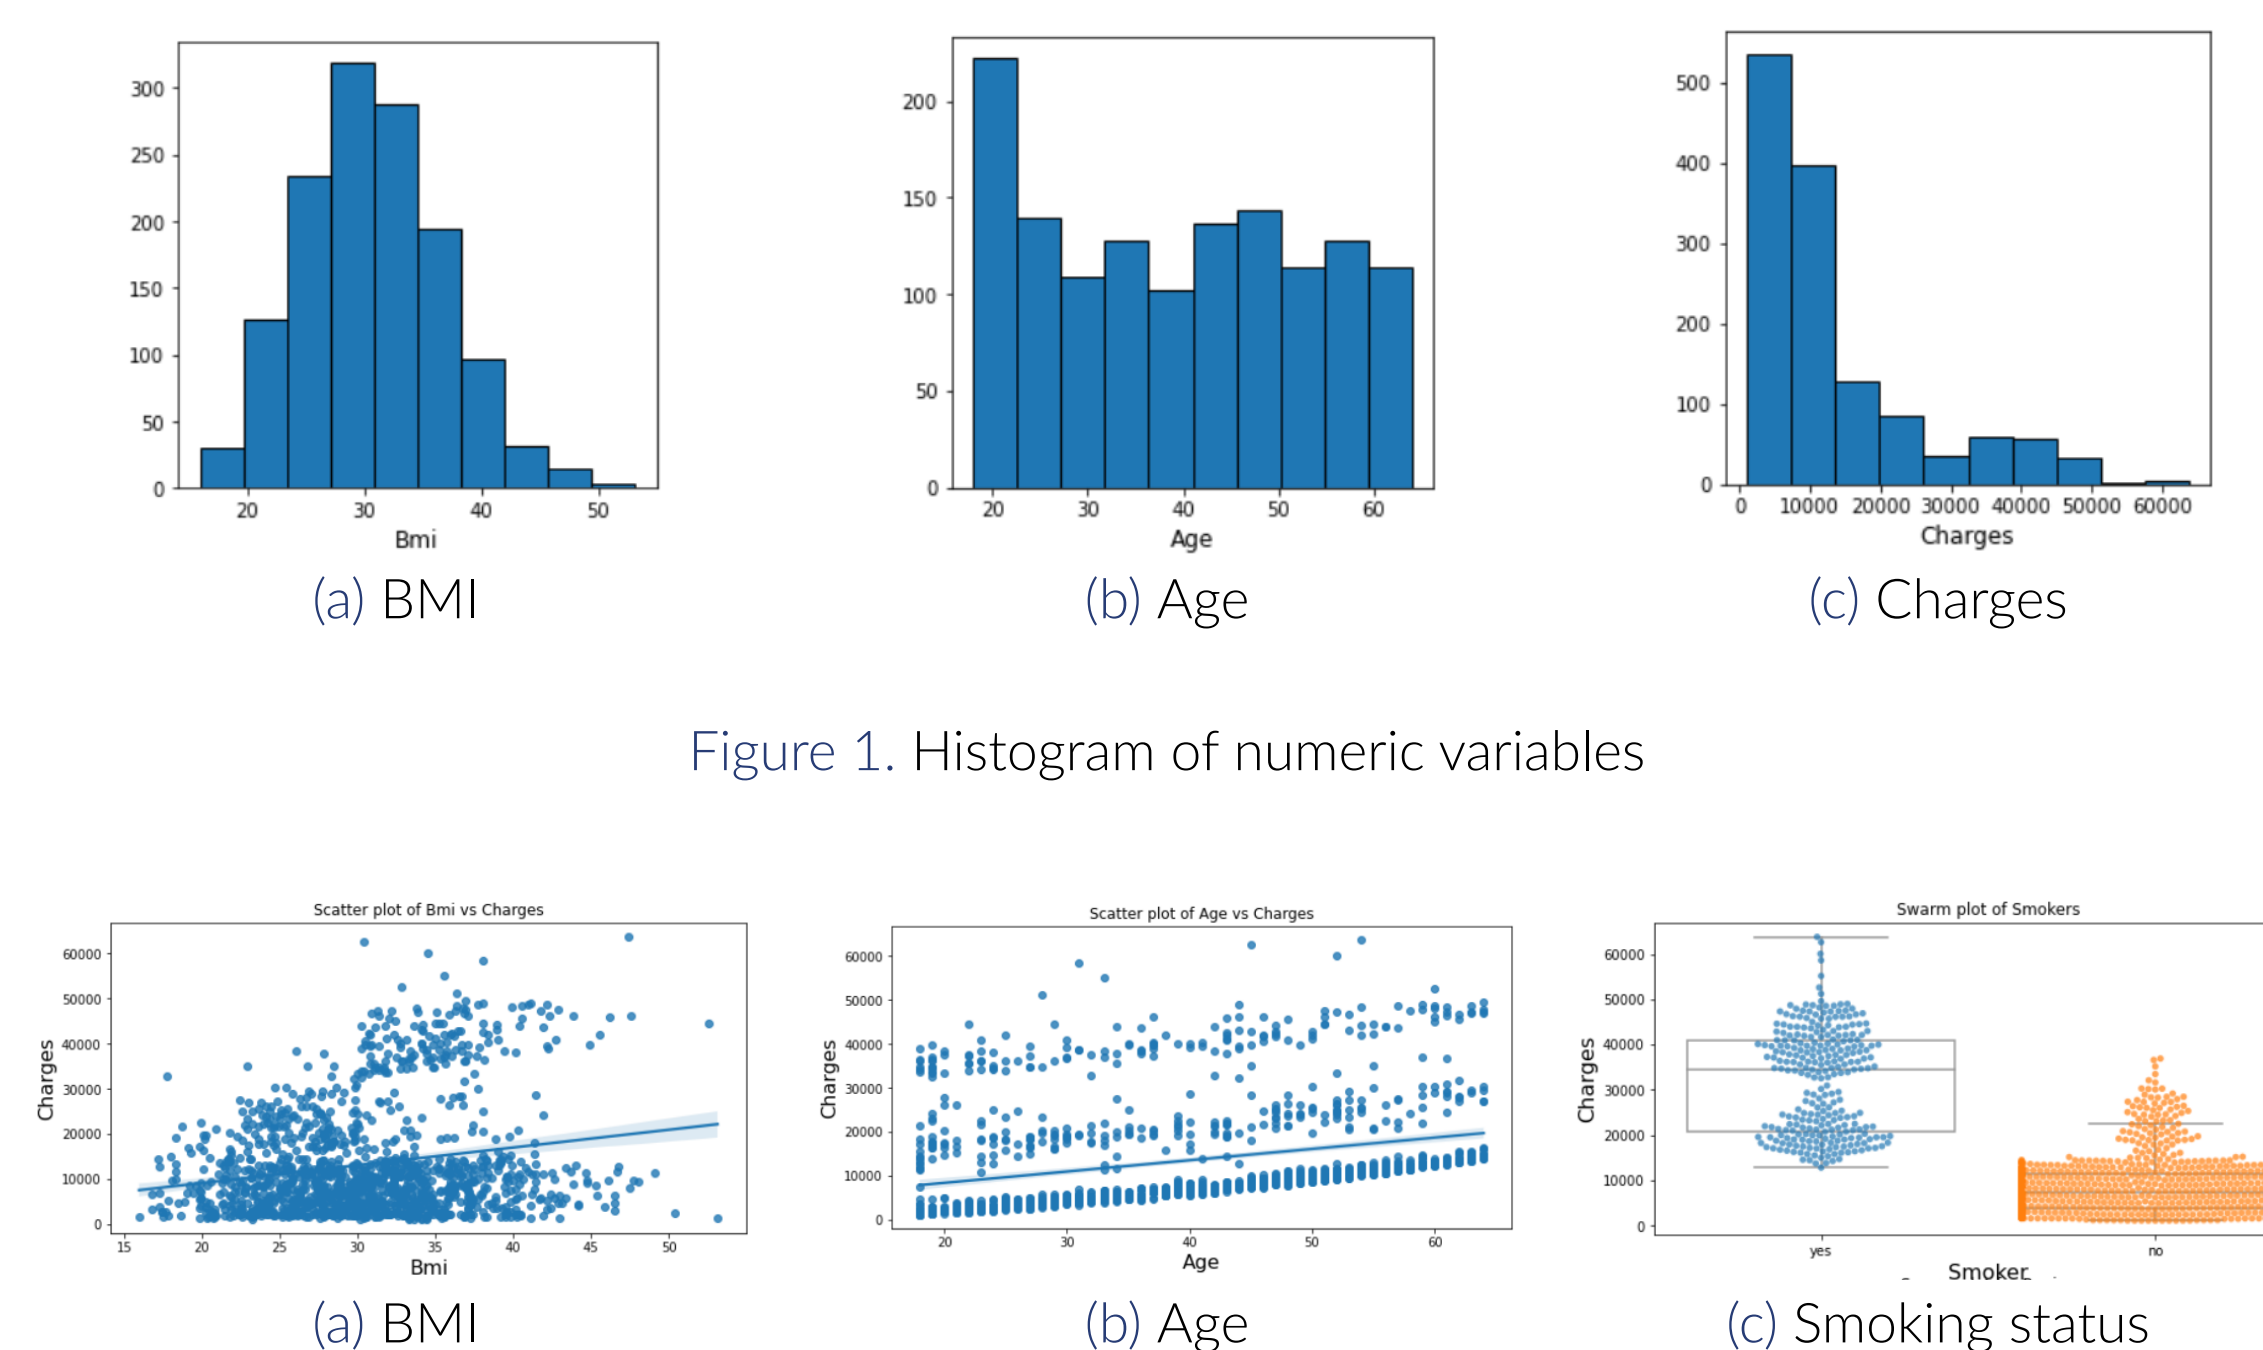 300
250
200
150
100
50
0
20 30 40 50
Bmi
(a) BMI
200
150
100
50
0
20 30 40 50 60
Age
(b) Age
500
400
300
200
100
0
0 10000 20000 30000 40000 50000 60000
Charges
(c) Charges
Figure 1. Histogram of numeric variables
Scatter plot of Bmi vs Charges
Charges
60000
50000
40000
30000
20000
10000
0
15 20 25 30 35 40 45 50
Bmi
(a) BMI
Scatter plot of Age vs Charges
Charges
60000
50000
40000
30000
20000
10000
0
20 30 40 50 60
Age
(b) Age
Swarm plot of Smokers
Charges
60000
50000
40000
30000
20000
10000
0
yes no
Smoker
(c) Smoking status